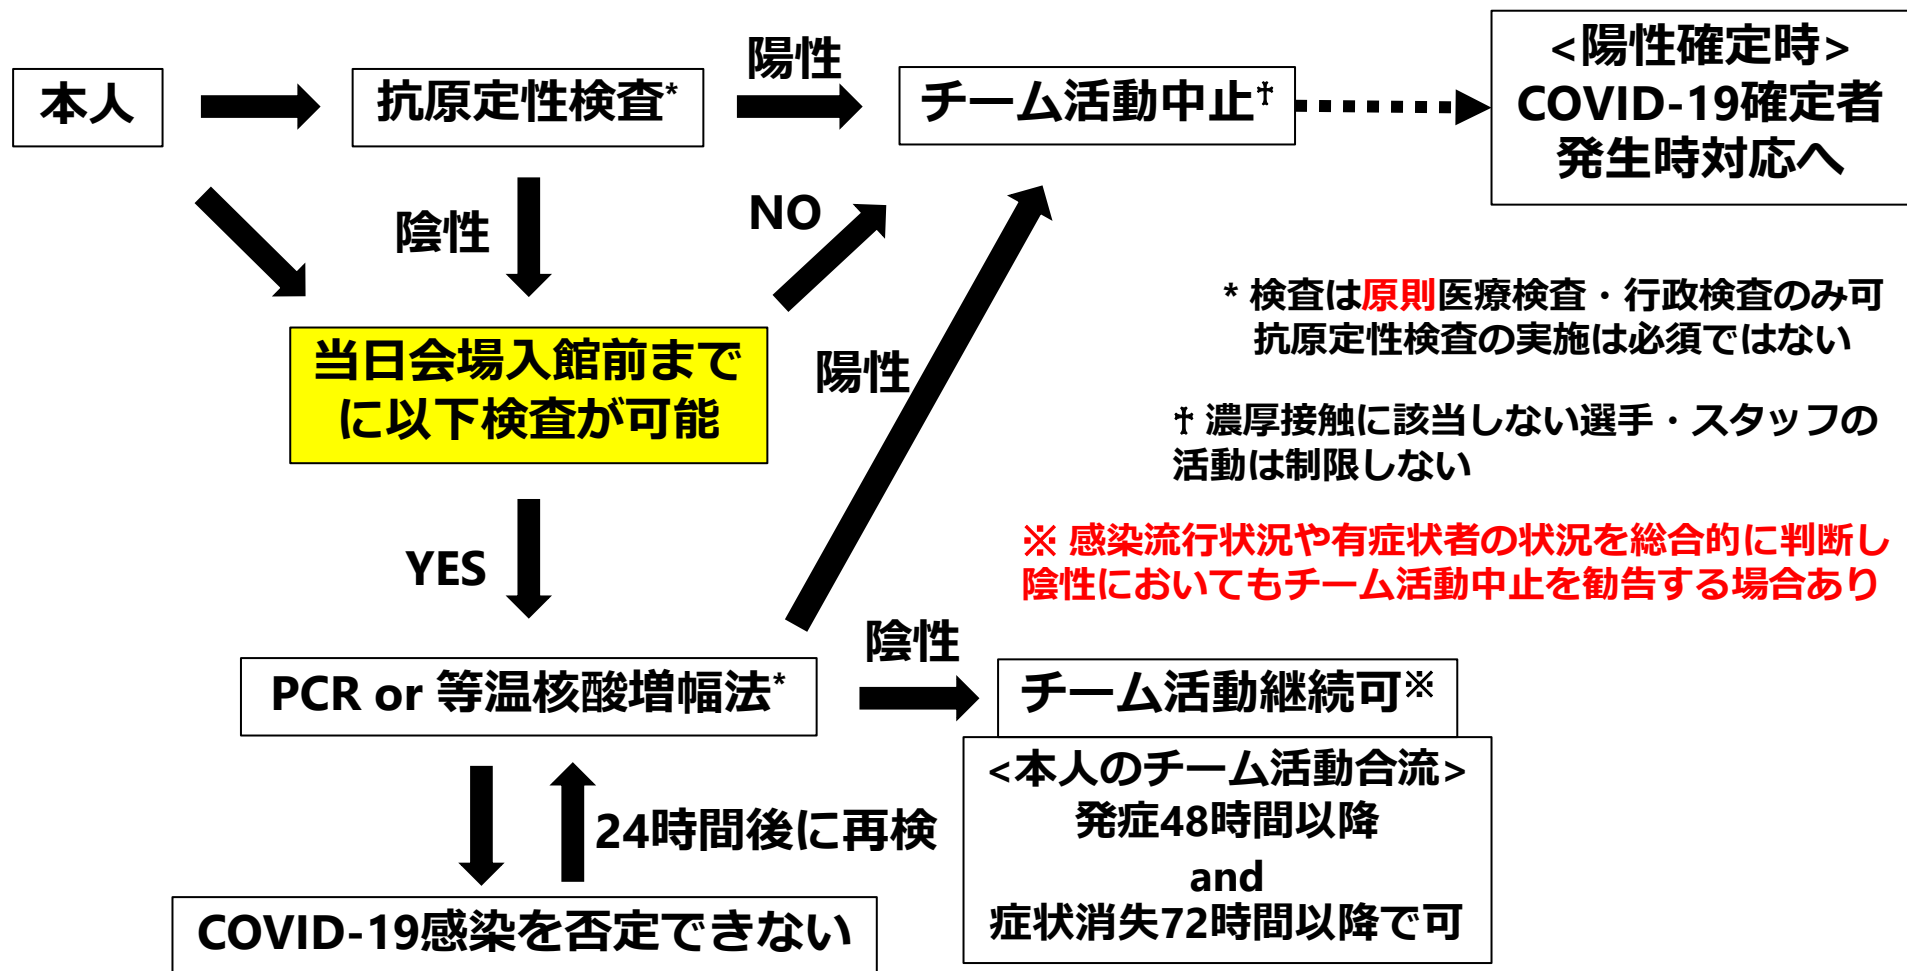 本人
抗原定性検査*
陽性
チーム活動中止✝
<陽性確定時>
COVID-19確定者
発生時対応へ
陰性
NO
当日会場入館前まで
に以下検査が可能
陽性
* 検査は原則医療検査・行政検査のみ可
抗原定性検査の実施は必須ではない
✝ 濃厚接触に該当しない選手・スタッフの
活動は制限しない
※ 感染流行状況や有症状者の状況を総合的に判断し
陰性においてもチーム活動中止を勧告する場合あり
YES
PCR or 等温核酸増幅法*
陰性
チーム活動継続可※
<本人のチーム活動合流>
発症48時間以降
and
症状消失72時間以降で可
24時間後に再検
COVID-19感染を否定できない